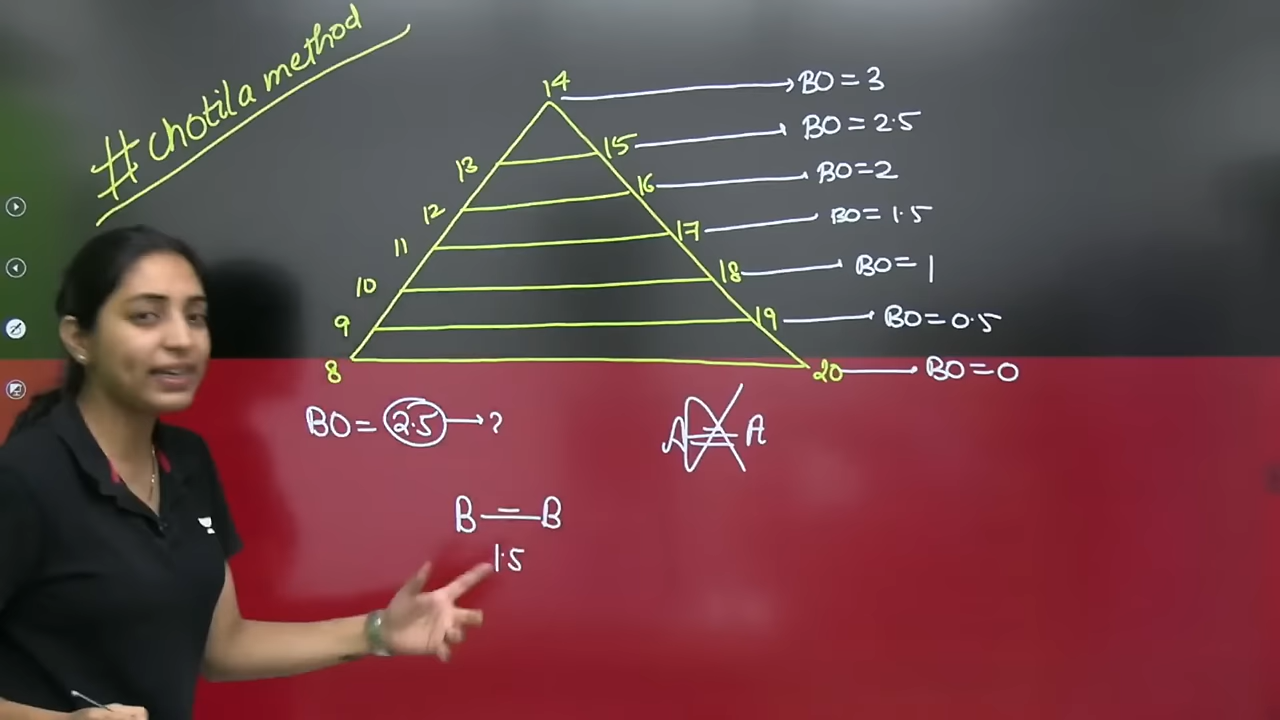 #chotila method
14 → BO = 3
13 15 — BO = 2.5
12 16 — BO = 2
11 17 — BO = 1.5
10 18 — BO = 1
9 19 — BO = 0.5
8 20 — BO = 0
BO = 2.5 → ?
A A
B B
1.5